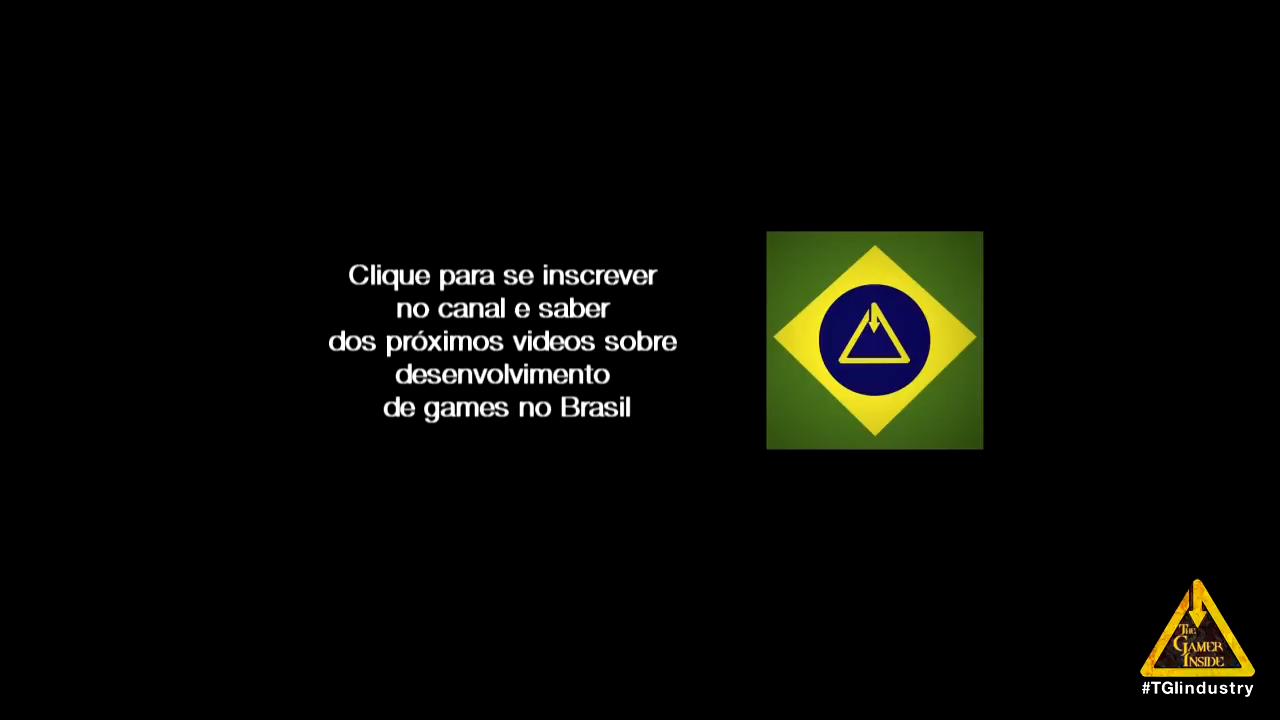 Clique para se inscrever
no canal e saber
dos próximos videos sobre
desenvolvimento
de games no Brasil
The
Gamer
Inside
#TGIindustry